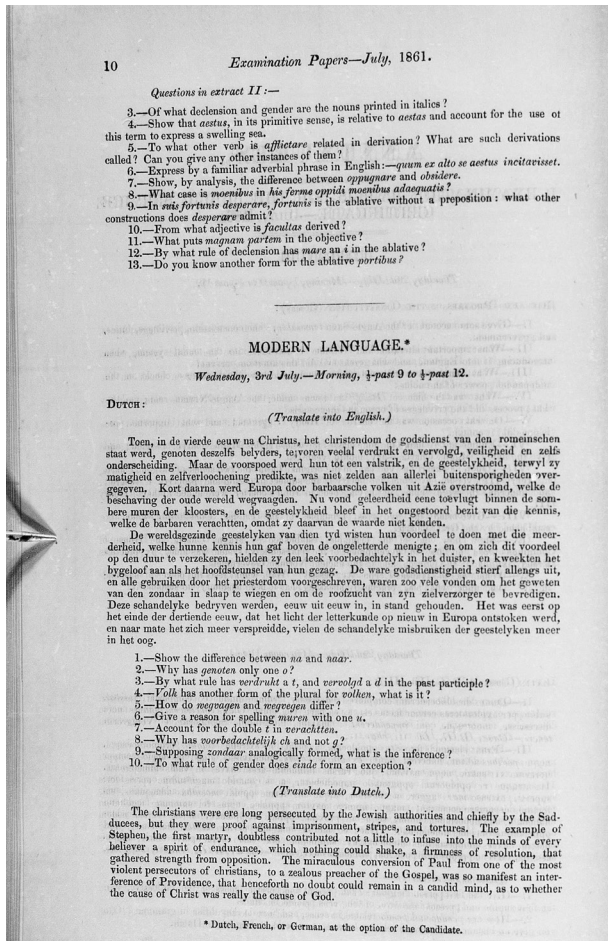 10
Examination Papers—July, 1861.
Questions in extract II:—
3.—Of what declension and gender are the nouns printed in italics?
4.—Show that aestus, in its primitive sense, is relative to aestas and account for the use ot
this term to express a swelling sea.
5.—To what other verb is afflictare related in derivation? What are such derivations
called? Can you give any other instances of them?
6.—Express by a familiar adverbial phrase in English:—quum ex alto se aestus incitavisset.
7.—Show, by analysis, the difference between oppugnare and obsidere.
8.—What case is moenibus in his ferme oppidi moenibus adaequatis?
9.—In suis fortunis desperare, fortunis is the ablative without a preposition: what other
constructions does desperare admit?
10.—From what adjective is facultas derived?
11.—What puts magnam partem in the objective?
12.—By what rule of declension has mare an i in the ablative?
13.—Do you know another form for the ablative portibus?
MODERN LANGUAGE.*
Wednesday, 3rd July.—Morning, ½-past 9 to ½-past 12.
DUTCH:
(Translate into English.)
Toen, in de vierde eeuw na Christus, het christendom de godsdienst van den romeinschen
staat werd, genoten deszelfs belyders, te;voren veelal verdrukt en vervolgd, veiligheid en zelfs
onderscheiding. Maar de voorspoed werd hun tot een valstrik, en de geestelykheid, terwyl zy
matigheid en zelfverloochening predikte, was niet zelden aan allerlei buitensporigheden over-
gegeven. Kort daarna werd Europa door barbaarsche volken uit Azië overstroomd, welke de
beschaving der oude wereld wegvaagden. Nu vond geleerdheid eene toevlugt binnen de som-
bere muren der kloosters, en de geestelykheid bleef in het ongestoord bezit van die kennis,
welke de barbaren verachtten, omdat zy daarvan de waarde niet kenden.
De wereldsgezinde geestelyken van dien tyd wisten hun voordeel te doen met die meer-
derheid, welke hunne kennis hun gaf boven de ongeletterde menigte; en om zich dit voordeel
op den duur te verzekeren, hielden zy den leek voorbedachtelyk in het duister, en kweekten het
bygeloof aan als het hoofdsteunsel van hun gezag. De ware godsdienstigheid stierf allengs uit,
en alle gebruiken door het priesterdom voorgeschreven, waren zoo vele vonden om het geweten
van den zondaar in slaap te wiegen en om de roofzucht van zyn zielverzorger te bevredigen.
Deze schandelyke bedryven werden, eeuw uit eeuw in, in stand gehouden. Het was eerst op
het einde der dertiende eeuw, dat het licht der letterkunde op nieuw in Europa ontstoken werd,
en naar mate het zich meer verspreidde, vielen de schandelyke misbruiken der geestelyken meer
in het oog.
1.—Show the difference between na and naar.
2.—Why has genoten only one o?
3.—By what rule has verdrukt a t, and vervolgd a d in the past participle?
4.—Volk has another form of the plural for volken, what is it?
5.—How do wegvagen and wegvegen differ?
6.—Give a reason for spelling muren with one u.
7.—Account for the double t in verachtten.
8.—Why has voorbedachtelijk ch and not g?
9.—Supposing zondaar analogically formed, what is the inference?
10.—To what rule of gender does einde form an exception?
(Translate into Dutch.)
The christians were ere long persecuted by the Jewish authorities and chiefly by the Sad-
ducees, but they were proof against imprisonment, stripes, and tortures. The example of
Stephen, the first martyr, doubtless contributed not a little to infuse into the minds of every
believer a spirit of endurance, which nothing could shake, a firmness of resolution, that
gathered strength from opposition. The miraculous conversion of Paul from one of the most
violent persecutors of christians, to a zealous preacher of the Gospel, was so manifest an inter-
ference of Providence, that henceforth no doubt could remain in a candid mind, as to whether
the cause of Christ was really the cause of God.
* Dutch, French, or German, at the option of the Candidate.